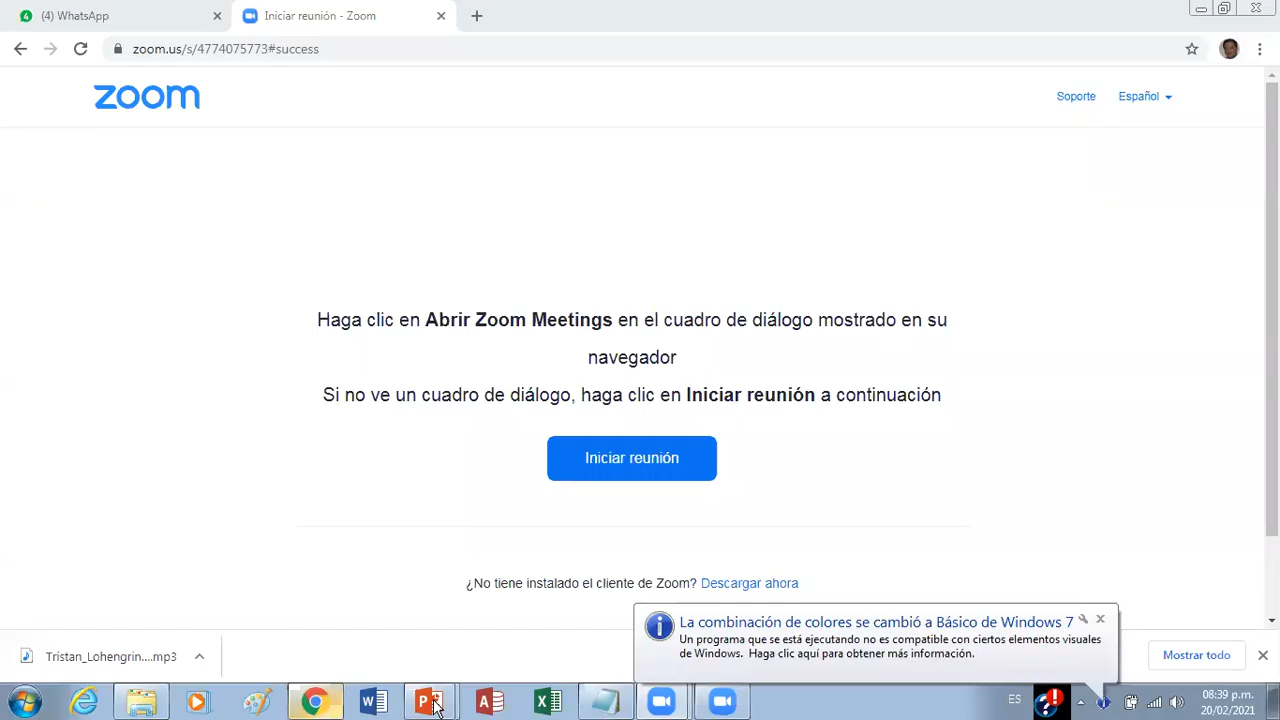 (4) WhatsApp
Iniciar reunión - Zoom
zoom.us/s/4774075773#success
zoom
Soporte
Español
Haga clic en Abrir Zoom Meetings en el cuadro de diálogo mostrado en su
navegador
Si no ve un cuadro de diálogo, haga clic en Iniciar reunión a continuación
Iniciar reunión
¿No tiene instalado el cliente de Zoom? Descargar ahora
La combinación de colores se cambió a Básico de Windows 7
Un programa que se está ejecutando no es compatible con ciertos elementos visuales
de Windows. Haga clic aquí para obtener más información.
Tristan_Lohengrin....mp3
Mostrar todo
ES
08:39 p.m.
20/02/2021